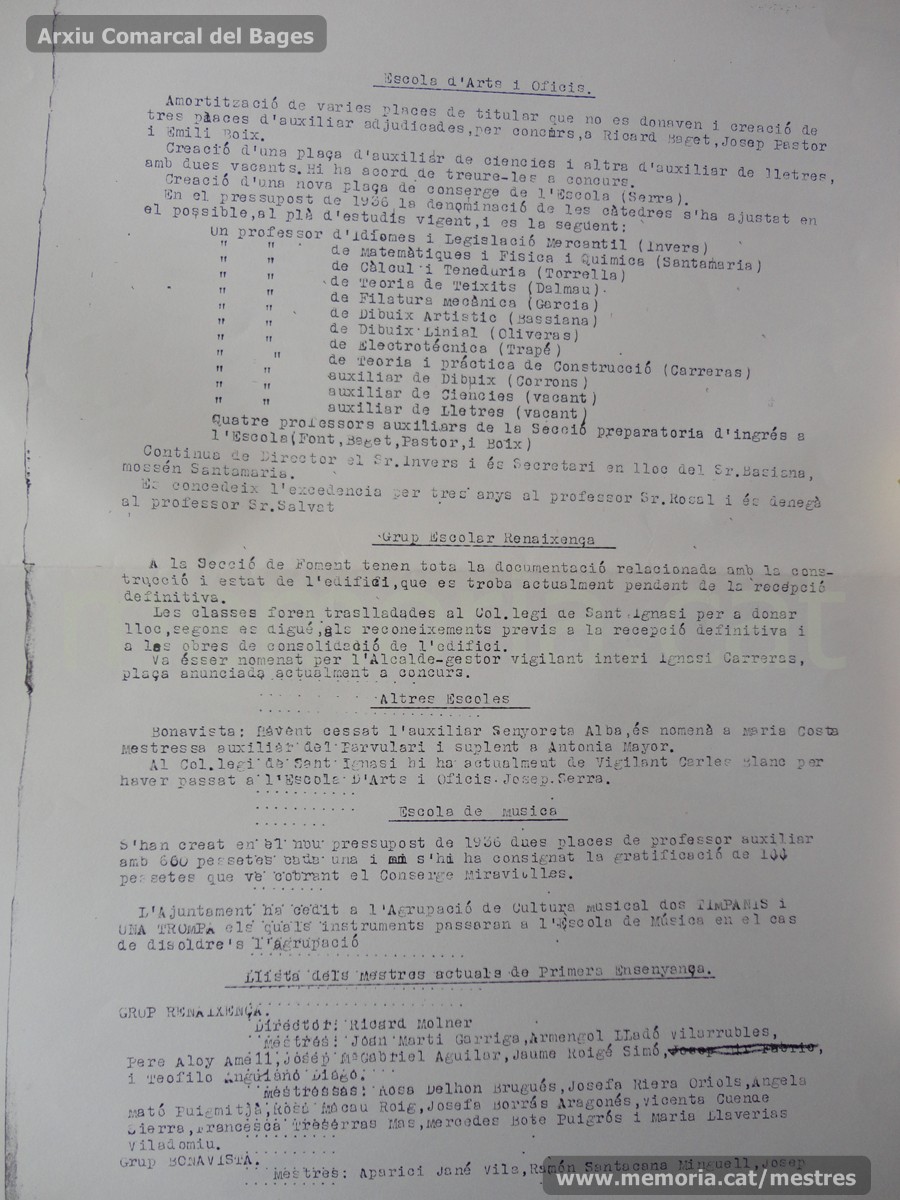 Arxiu Comarcal del Bages
Escola d'Arts i Oficis.
Amortització de varies places de titular que no es donaven i creació de
tres places d'auxiliar adjudicades,per concurs,a Ricard Baget,Josep Pastor
i Emili Boix.
Creació d'una plaça d'auxiliar de ciencies i altra d'auxiliar de lletres,
amb dues vacants.Hi ha acord de treure-les a concurs.
Creació d'una nova plaça de conserge de l'Escola (Serra).
En el pressupost de 1936 la denominació de les càtedres s'ha ajustat en
el possible,al plà d'estudis vigent,i es la seguent:
Un professor d'Idiomes i Legislació Mercantil (Invers)
" " de Matemàtiques i Fisica i Quimica (Santamaria)
" " de Càlcul i Teneduria (Torrella)
" " de Teoria de Teixits (Dalmau)
" " de Filatura Mecànica (Garcia)
" " de Dibuix Artistic (Bassiana)
" " de Dibuix Linial (Oliveras)
" " de Electrotécnica (Trapé)
" " de Teoria i práctica de Construcció (Carreras)
" " auxiliar de Dibuix (Corrons)
" " auxiliar de Ciencies (vacant)
" " auxiliar de Lletres (vacant)
Quatre professors auxiliars de la Secció preparatoria d'ingrés a
l'Escola(Font,Baget,Pastor,i Boix)
Continua de Director el Sr.Invers i és Secretari en lloc del Sr.Basiana,
mossén Santamaria.
Es concedeix l'excedencia per tres anys al professor Sr.Rosal i és denegà
al professor Sr.Salvat
Grup Escolar Renaixença
A la Secció de Foment tenen tota la documentació relacionada amb la cons-
trucció i estat de l'edifici,que es troba actualment pendent de la recepció
definitiva.
Les classes foren traslladades al Col.legi de Sant Ignasi per a donar
lloc,segons es digué,als reconeixements previs a la recepció definitiva i
a les obres de consolidació de l'edifici.
Va ésser nomenat per l'Alcalde-gestor vigilant interi Ignasi Carreras,
plaça anunciada actualment a concurs.
Altres Escoles
Bonavista: Havent cessat l'auxiliar Senyoreta Alba,és nomenà a Maria Costa
Mestressa auxiliar del Parvulari i suplent a Antonia Mayor.
Al Col.legi de Sant Ignasi hi ha actualment de Vigilant Carles Blanc per
haver passat a l'Escola D'Arts i Oficis Josep Serra.
Escola de Musica
S'han creat en el nou pressupost de 1936 dues places de professor auxiliar
amb 600 pessetes cada una i s'hi ha consignat la gratificació de
pessetes que ve cobrant el Conserge Miravilles.
L'Ajuntament ha cedit a l'Agrupació de Cultura musical dos TIMPANIS i
UNA TROMPA els quals instruments passaran a l'Escola de Música en el cas
de disoldre's l'agrupació
Llista dels Mestres actuals de Primera Ensenyança.
GRUP RENAIXENÇA.
Director: Ricard Molner
Mestres: Joan Marti Garriga,Armengol LLadó Vilarrubles,
Pere Aloy Amell,Josép Mª Gabriel Aguilar,Jaume Roigé Simó,
i Teofilo Anguiano Diago.
Mestressas: Rosa Delhon Brugués,Josefa Riera Oriols,Angela
Mató Puigmitjà,Rosa Macau Roig,Josefa Borrás Aragonés,Vicenta Cuende
Sierra,Francesca Treserras Mas,Mercedes Bote Puigrós i Maria Llaverias
Viladomiu.
Grup BONAVISTA.
Mestres: Aparici Jané Vila,Ramón Santacana Minguell,Josep
www.memoria.cat/mestres